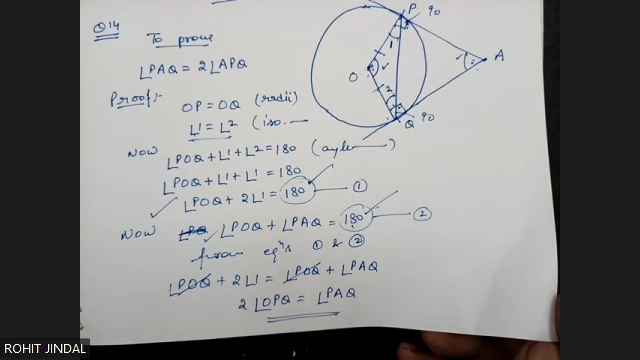 Q14
To prove
∠PAQ = 2∠APQ
Proof:-
OP = OQ (radii)
∠1 = ∠2 (iso.
Now
∠POQ + ∠1 + ∠2 = 180 (angle
∠POQ + ∠1 + ∠1 = 180
∠POQ + 2∠1 = 180 — ①
Now ∠POQ + ∠PAQ = 180 — ②
from eqⁿs ① & ②
∠POQ + 2∠1 = ∠POQ + ∠PAQ
2∠OPQ = ∠PAQ
P 90
1
O
A
2
Q 90
ROHIT JINDAL